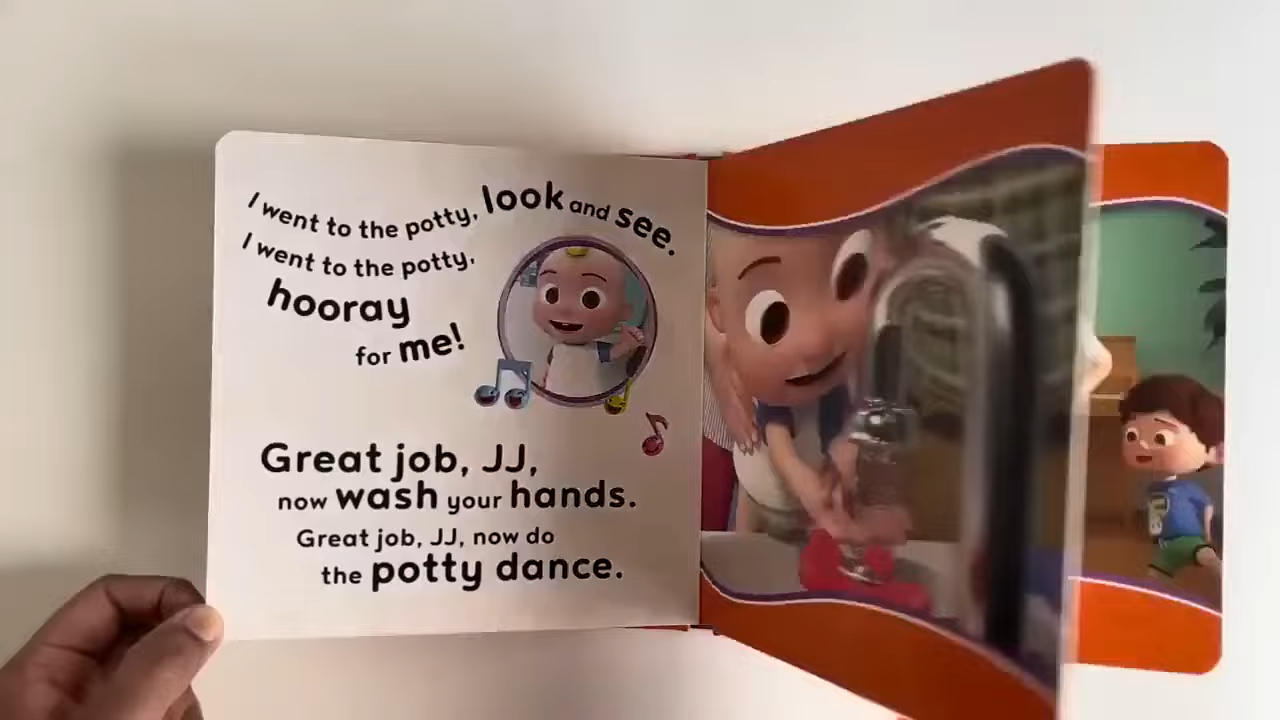 I went to the potty, look and see.
I went to the potty,
hooray
for me!
Great job, JJ,
now wash your hands.
Great job, JJ, now do
the potty dance.